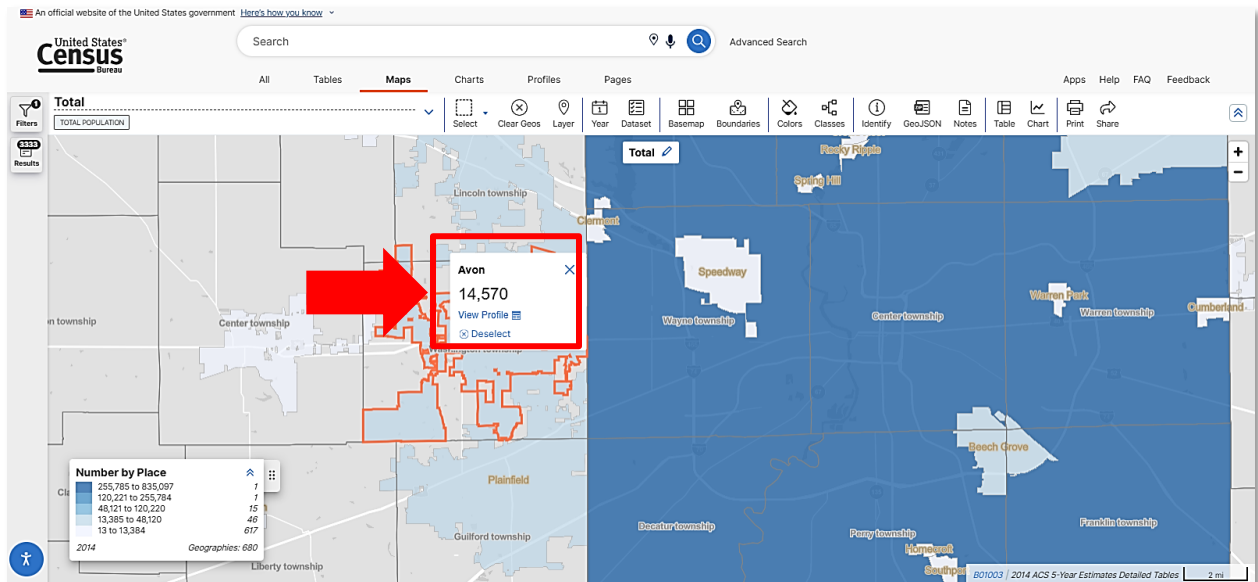 An official website of the United States government Here's how you know
United States®
Census
Bureau
Search
Advanced Search
All Tables Maps Charts Profiles Pages
Apps Help FAQ Feedback
1
Filters
3333
Results
Total
TOTAL POPULATION
Select Clear Geos Layer Year Dataset Basemap Boundaries Colors Classes Identify GeoJSON Notes Table Chart Print Share
Total
+
−
Rocky Ripple
Spring Hill
Lincoln township
Clermont
Avon
14,570
View Profile
Deselect
Speedway
Warren Park
Cumberland
n township
Center township
Wayne township
Center township
Warren township
Washington township
Beech Grove
Plainfield
Number by Place
255,785 to 835,097 1
120,221 to 255,784 1
48,121 to 120,220 15
13,385 to 48,120 46
13 to 13,384 617
2014 Geographies: 680
Cla
Decatur township
Franklin township
Perry township
Guilford township
Homecroft
Liberty township
Southpor
B01003 | 2014 ACS 5-Year Estimates Detailed Tables
2 mi